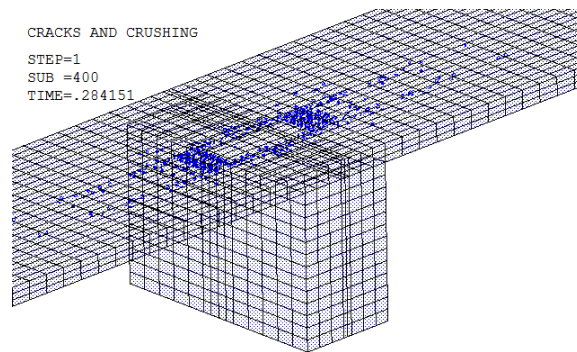 CRACKS AND CRUSHING
STEP=1
SUB =400
TIME=.284151